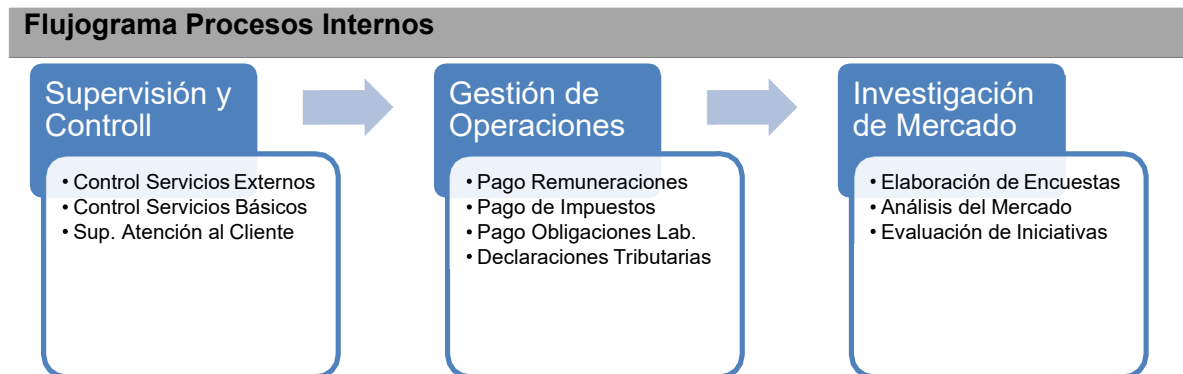 Flujograma Procesos Internos
Supervisión y
Controll
• Control Servicios Externos
• Control Servicios Básicos
• Sup. Atención al Cliente
Gestión de
Operaciones
• Pago Remuneraciones
• Pago de Impuestos
• Pago Obligaciones Lab.
• Declaraciones Tributarias
Investigación
de Mercado
• Elaboración de Encuestas
• Análisis del Mercado
• Evaluación de Iniciativas